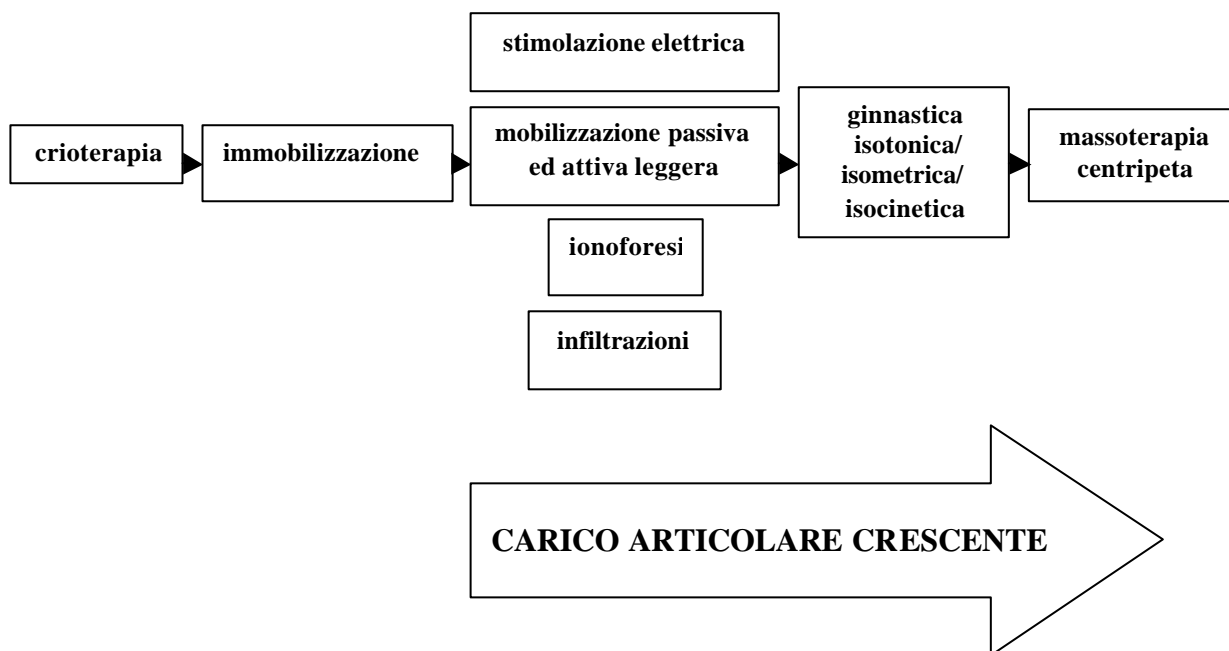 stimolazione elettrica
crioterapia
immobilizzazione
mobilizzazione passiva
ed attiva leggera
ginnastica
isotonica/
isometrica/
isocinetica
massoterapia
centripeta
ionoforesi
infiltrazioni
CARICO ARTICOLARE CRESCENTE